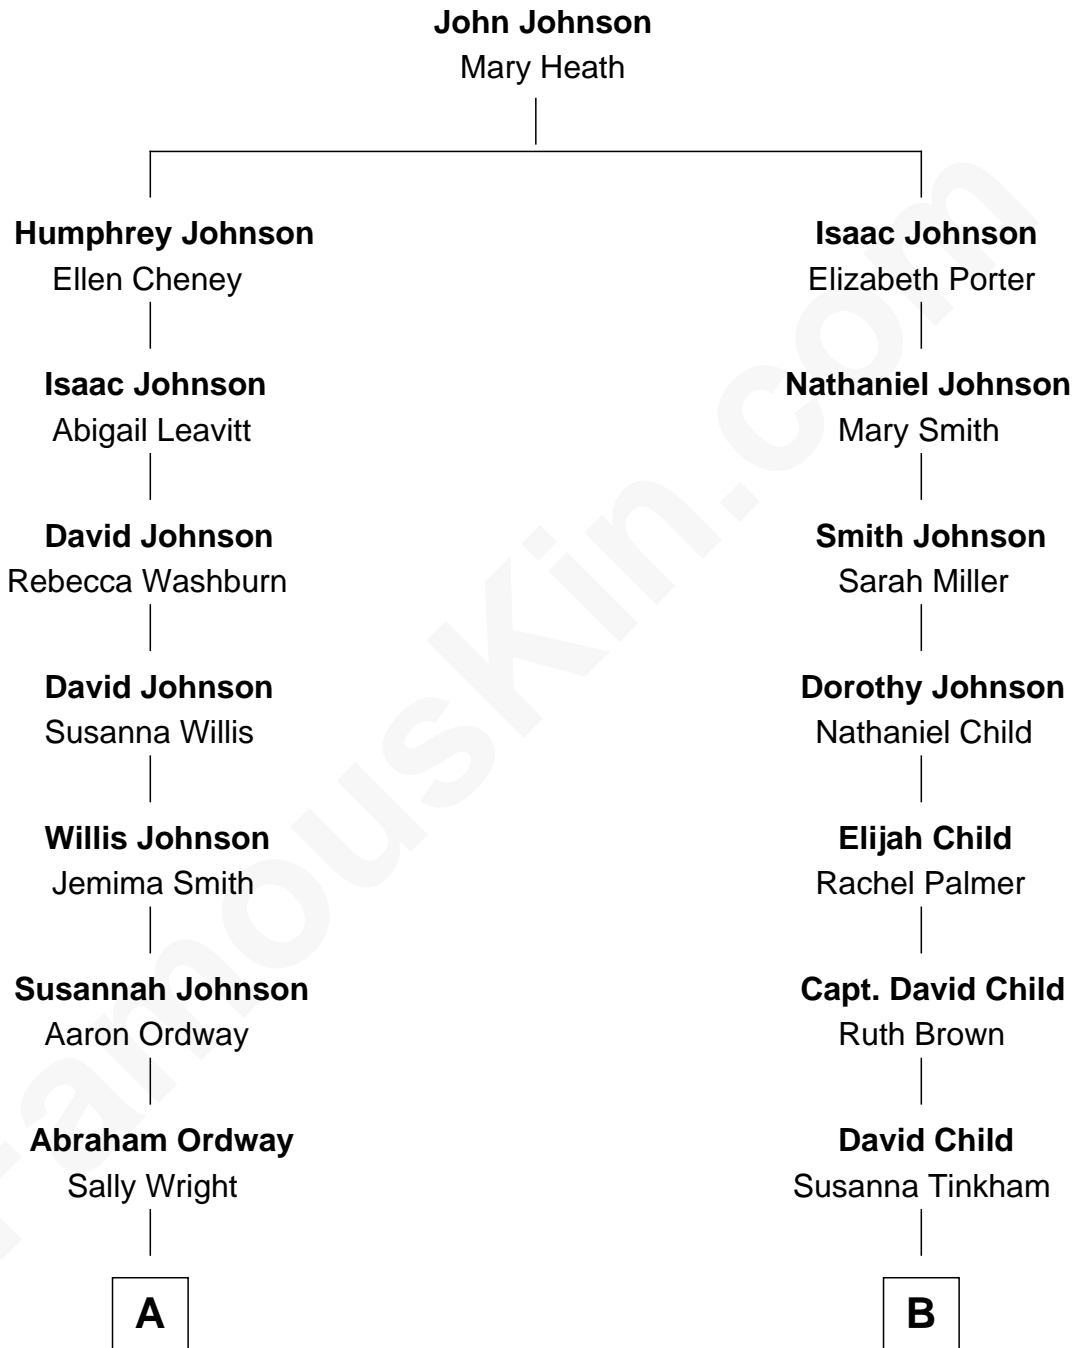 John Johnson
Mary Heath
Humphrey Johnson
Ellen Cheney
Isaac Johnson
Abigail Leavitt
David Johnson
Rebecca Washburn
David Johnson
Susanna Willis
Willis Johnson
Jemima Smith
Susannah Johnson
Aaron Ordway
Abraham Ordway
Sally Wright
A
Isaac Johnson
Elizabeth Porter
Nathaniel Johnson
Mary Smith
Smith Johnson
Sarah Miller
Dorothy Johnson
Nathaniel Child
Elijah Child
Rachel Palmer
Capt. David Child
Ruth Brown
David Child
Susanna Tinkham
B
FamousKin.com